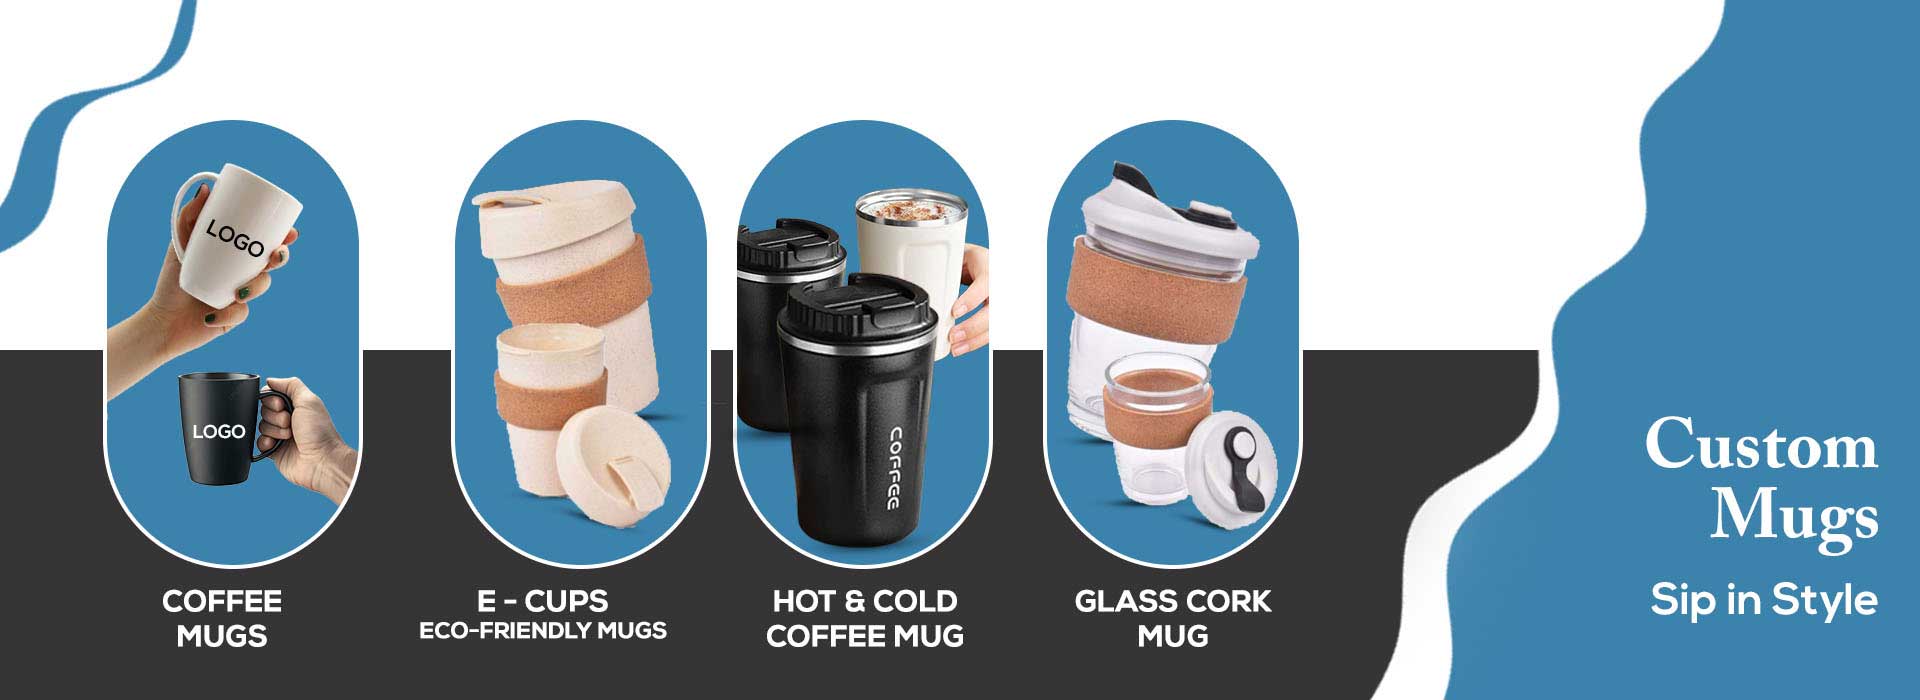 LOGO
LOGO
COFFEE
COFFEE
MUGS
E - CUPS
ECO-FRIENDLY MUGS
HOT & COLD
COFFEE MUG
GLASS CORK
MUG
Custom
Mugs
Sip in Style